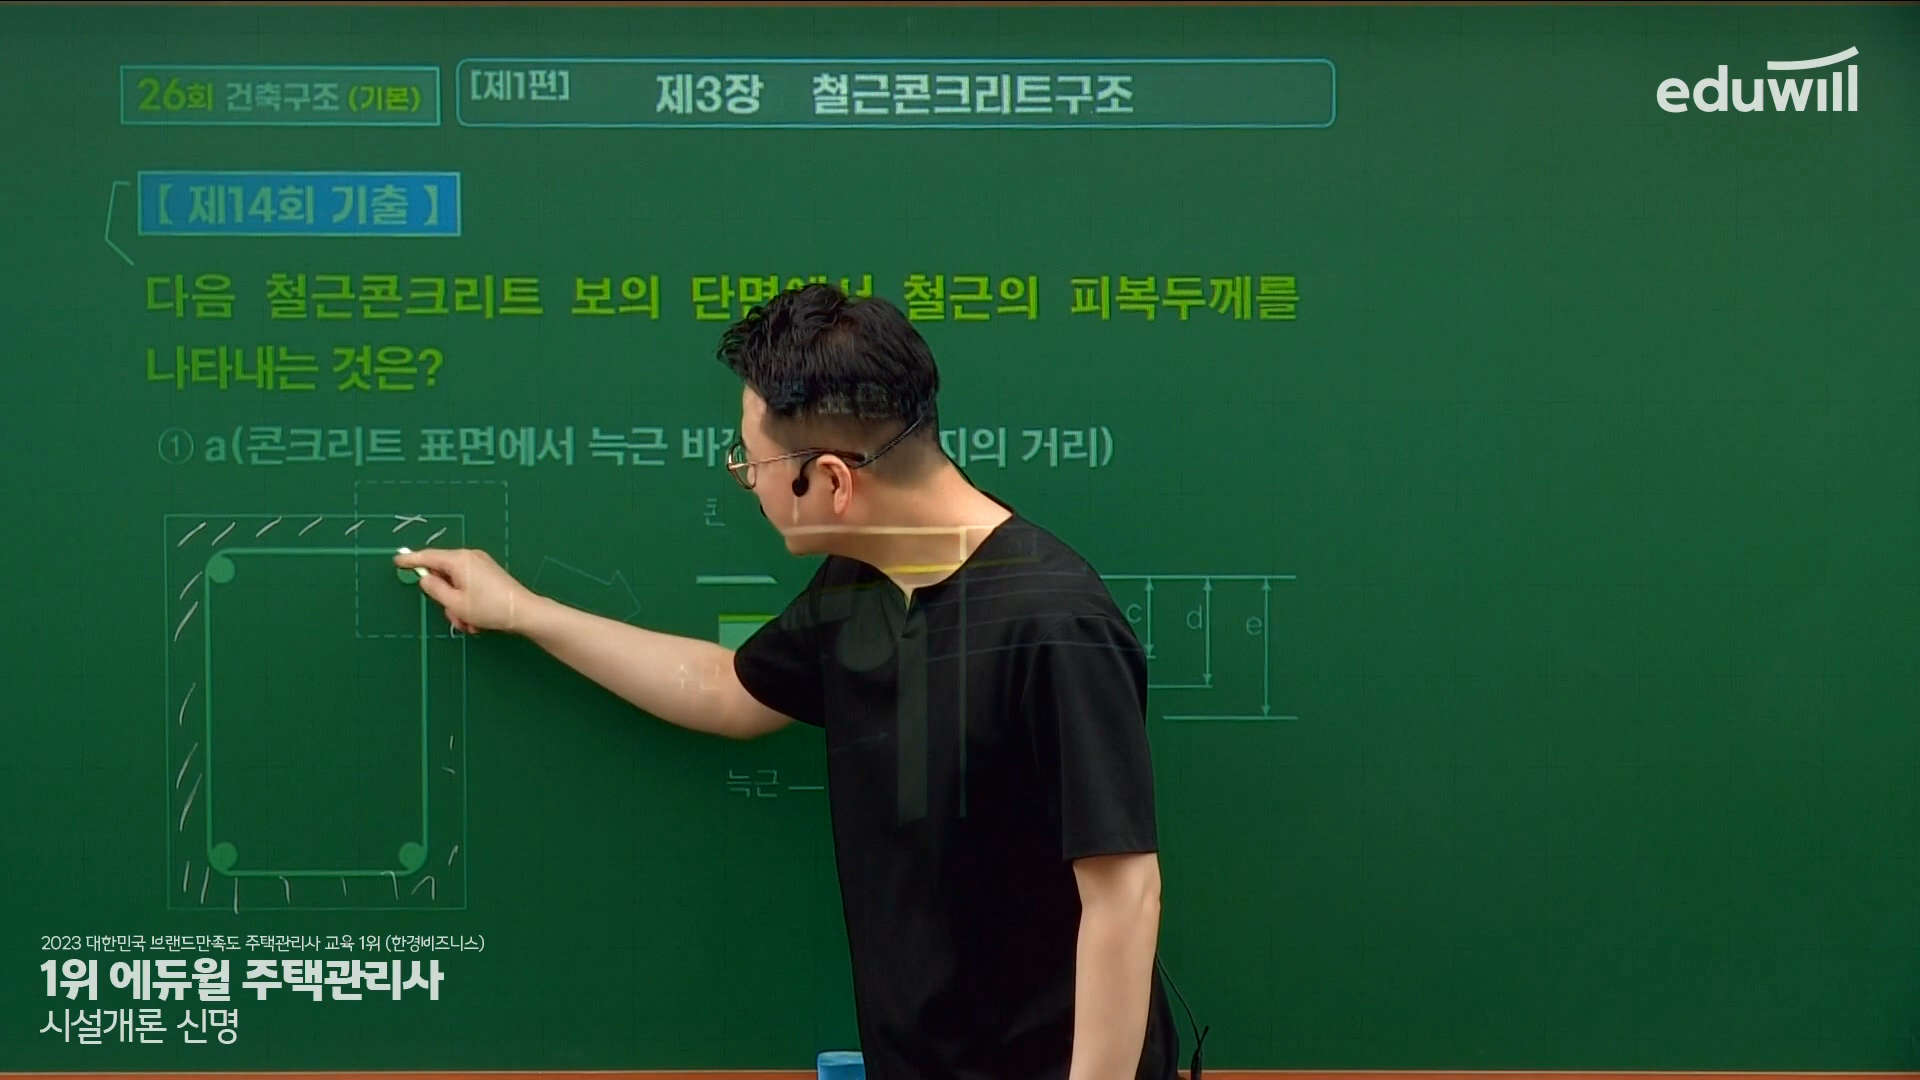 26회 건축구조 (기본)
[제1편] 제3장 철근콘크리트구조
eduwill
【 제14회 기출 】
다음 철근콘크리트 보의 단면에서 철근의 피복두께를
나타내는 것은?
① a(콘크리트 표면에서 늑근 바 지의 거리)
콘
c d e
늑근
2023 대한민국 브랜드만족도 주택관리사 교육 1위 (한경비즈니스)
1위 에듀윌 주택관리사
시설개론 신명